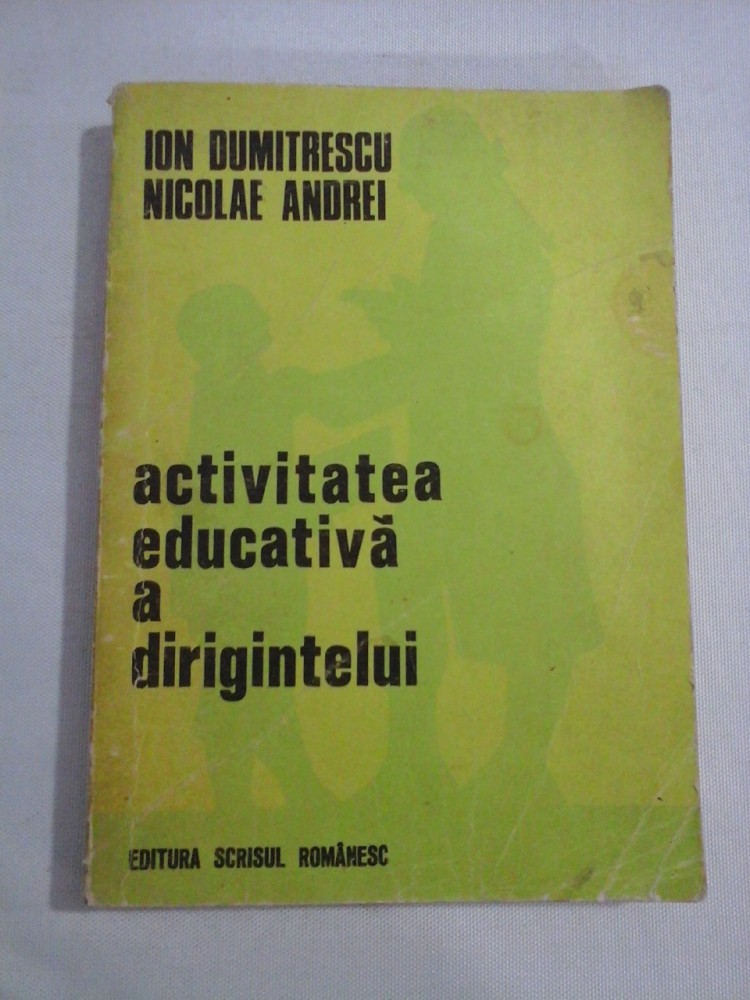 ION DUMITRESCU
NICOLAE ANDREI
activitatea
educativă
a
dirigintelui
EDITURA SCRISUL ROMÂNESC